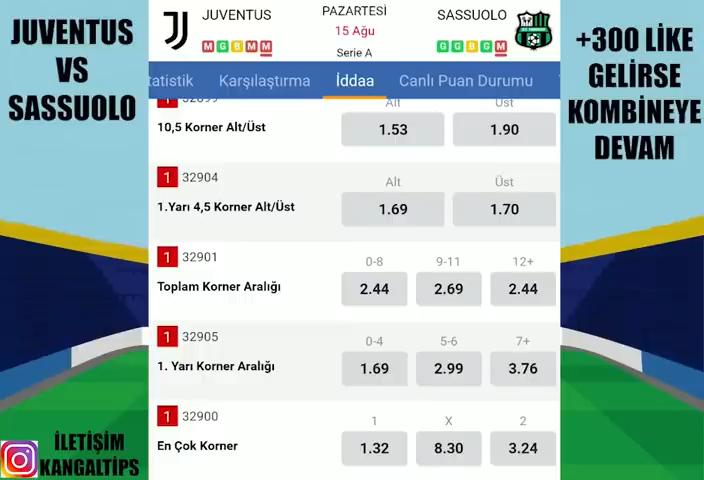 JUVENTUS
VS
SASSUOLO
JUVENTUS
M G B M M
PAZARTESİ
15 Ağu
Serie A
SASSUOLO
G G B G M
+300 LİKE
GELİRSE
KOMBİNEYE
DEVAM
tatistik Karşılaştırma İddaa Canlı Puan Durumu
1 32899 Alt Üst
10,5 Korner Alt/Üst 1.53 1.90
1 32904 Alt Üst
1.Yarı 4,5 Korner Alt/Üst 1.69 1.70
1 32901 0-8 9-11 12+
Toplam Korner Aralığı 2.44 2.69 2.44
1 32905 0-4 5-6 7+
1. Yarı Korner Aralığı 1.69 2.99 3.76
1 32900 1 X 2
En Çok Korner 1.32 8.30 3.24
İLETİŞİM
KANGALTİPS